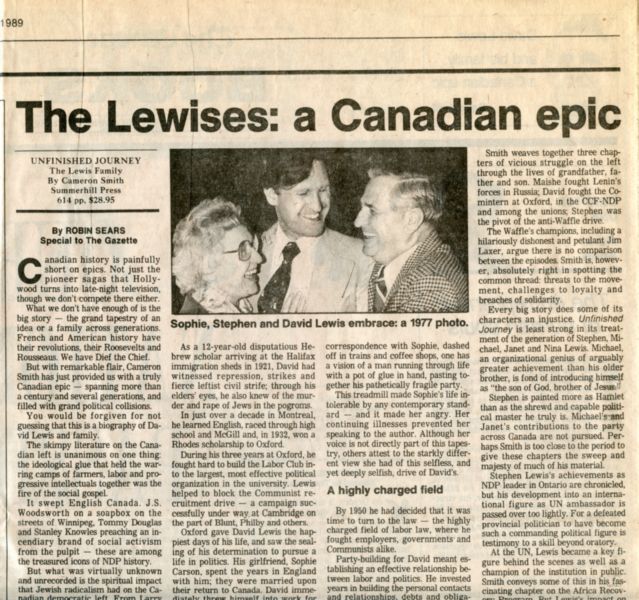 1989
The Lewises: a Canadian epic
UNFINISHED JOURNEY
The Lewis Family
By Cameron Smith
Summerhill Press
614 pp, $28.95
By ROBIN SEARS
Special to The Gazette
Canadian history is painfully
short on epics. Not just the
pioneer sagas that Holly-
wood turns into late-night television,
though we don't compete there either.
What we don't have enough of is the
big story — the grand tapestry of an
idea or a family across generations.
French and American history have
their revolutions, their Roosevelts and
Rousseaus. We have Dief the Chief.
But with remarkable flair, Cameron
Smith has just provided us with a truly
Canadian epic — spanning more than
a century and several generations, and
filled with grand political collisions.
You would be forgiven for not
guessing that this is a biography of Da-
vid Lewis and family.
The skimpy literature on the Cana-
dian left is unanimous on one thing:
the ideological glue that held the war-
ring camps of farmers, labor and pro-
gressive intellectuals together was the
fire of the social gospel.
It swept English Canada. J.S.
Woodsworth on a soapbox on the
streets of Winnipeg, Tommy Douglas
and Stanley Knowles preaching an in-
cendiary brand of social activism
from the pulpit — these are among
the treasured icons of NDP history.
But what was virtually unknown
and unrecorded is the spiritual impact
that Jewish radicalism had on the Ca-
nadian democratic left. From Larry
Sophie, Stephen and David Lewis embrace: a 1977 photo.
As a 12-year-old disputatious He-
brew scholar arriving at the Halifax
immigration sheds in 1921, David had
witnessed repression, strikes and
fierce leftist civil strife; through his
elders' eyes, he also knew of the mur-
der and rape of Jews in the pogroms.
In just over a decade in Montreal,
he learned English, raced through high
school and McGill and, in 1932, won a
Rhodes scholarship to Oxford.
During his three years at Oxford, he
fought hard to build the Labor Club in-
to the largest, most effective political
organization in the university. Lewis
helped to block the Communist re-
cruitment drive — a campaign suc-
cessfully under way at Cambridge on
the part of Blunt, Philby and others.
Oxford gave David Lewis the hap-
piest days of his life, and saw the seal-
ing of his determination to pursue a
life in politics. His girlfriend, Sophie
Carson, spent the years in England
with him; they were married upon
their return to Canada. David imme-
diately threw himself into work for
correspondence with Sophie, dashed
off in trains and coffee shops, one has
a vision of man running through life
with a pot of glue in hand, pasting to-
gether his pathetically fragile party.
This treadmill made Sophie's life in-
tolerable by any contemporary stand-
ard — and it made her angry. Her
continuing illnesses prevented her
speaking to the author. Although her
voice is not directly part of this tapes-
try, others attest to the starkly differ-
ent view she had of this selfless, and
yet deeply selfish, drive of David's.
A highly charged field
By 1950 he had decided that it was
time to turn to the law — the highly
charged field of labor law, where he
fought employers, governments and
Communists alike.
Party-building for David meant es-
tablishing an effective relationship be-
tween labor and politics. He invested
years in building the personal contacts
and relationships, debts and obliga-
Smith weaves together three chap-
ters of vicious struggle on the left
through the lives of grandfather, fa-
ther and son. Maishe fought Lenin's
forces in Russia; David fought the Co-
mintern at Oxford, in the CCF-NDP
and among the unions; Stephen was
the pivot of the anti-Waffle drive.
The Waffle's champions, including a
hilariously dishonest and petulant Jim
Laxer, argue there is no comparison
between the episodes. Smith is, howev-
er, absolutely right in spotting the
common thread: threats to the move-
ment, challenges to loyalty and
breaches of solidarity.
Every big story does some of its
characters an injustice. Unfinished
Journey is least strong in its treat-
ment of the generation of Stephen, Mi-
chael, Janet and Nina Lewis. Michael,
an organizational genius of arguably
greater achievement than his older
brother, is fond of introducing himself
as "the son of God, brother of Jesus."
Stephen is painted more as Hamlet
than as the shrewd and capable politi-
cal master he truly is. Michael's and
Janet's contributions to the party
across Canada are not pursued. Per-
haps Smith is too close to the period to
give these chapters the sweep and
majesty of much of his material.
Stephen Lewis's achievements as
NDP leader in Ontario are chronicled,
but his development into an interna-
tional figure as UN ambassador is
passed over too lightly. For a defeated
provincial politician to have become
such a commanding political figure is
testimony to skill beyond oratory.
At the UN, Lewis became a key fi-
gure behind the scenes as well as a
champion of the institution in public.
Smith conveys some of this in his fas-
cinating chapter on the Africa Recov-
ery Program. But Lewis's impact on